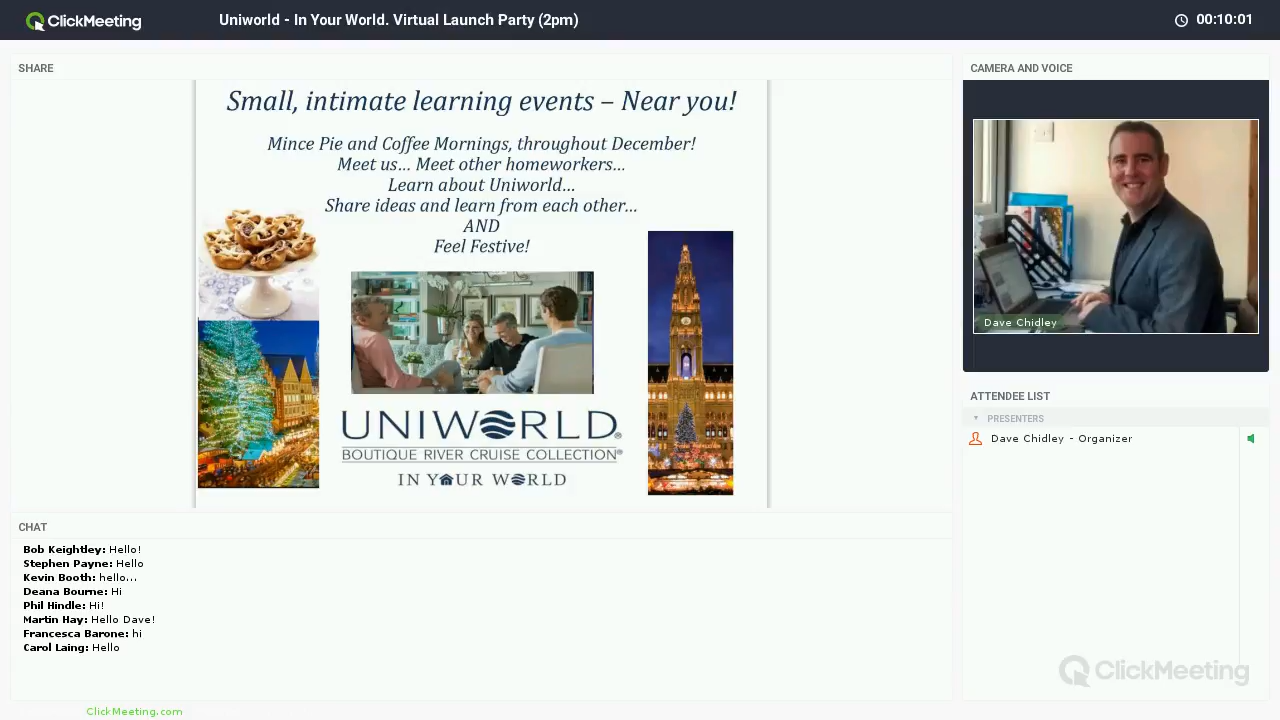 ClickMeeting
Uniworld - In Your World. Virtual Launch Party (2pm)
00:10:01
SHARE
Small, intimate learning events – Near you!
Mince Pie and Coffee Mornings, throughout December!
Meet us... Meet other homeworkers...
Learn about Uniworld...
Share ideas and learn from each other...
AND
Feel Festive!
UNIWORLD®
BOUTIQUE RIVER CRUISE COLLECTION®
IN YOUR WORLD
CAMERA AND VOICE
Dave Chidley
ATTENDEE LIST
PRESENTERS
Dave Chidley - Organizer
CHAT
Bob Keightley: Hello!
Stephen Payne: Hello
Kevin Booth: hello...
Deana Bourne: Hi
Phil Hindle: Hi!
Martin Hay: Hello Dave!
Francesca Barone: hi
Carol Laing: Hello
ClickMeeting
ClickMeeting.com